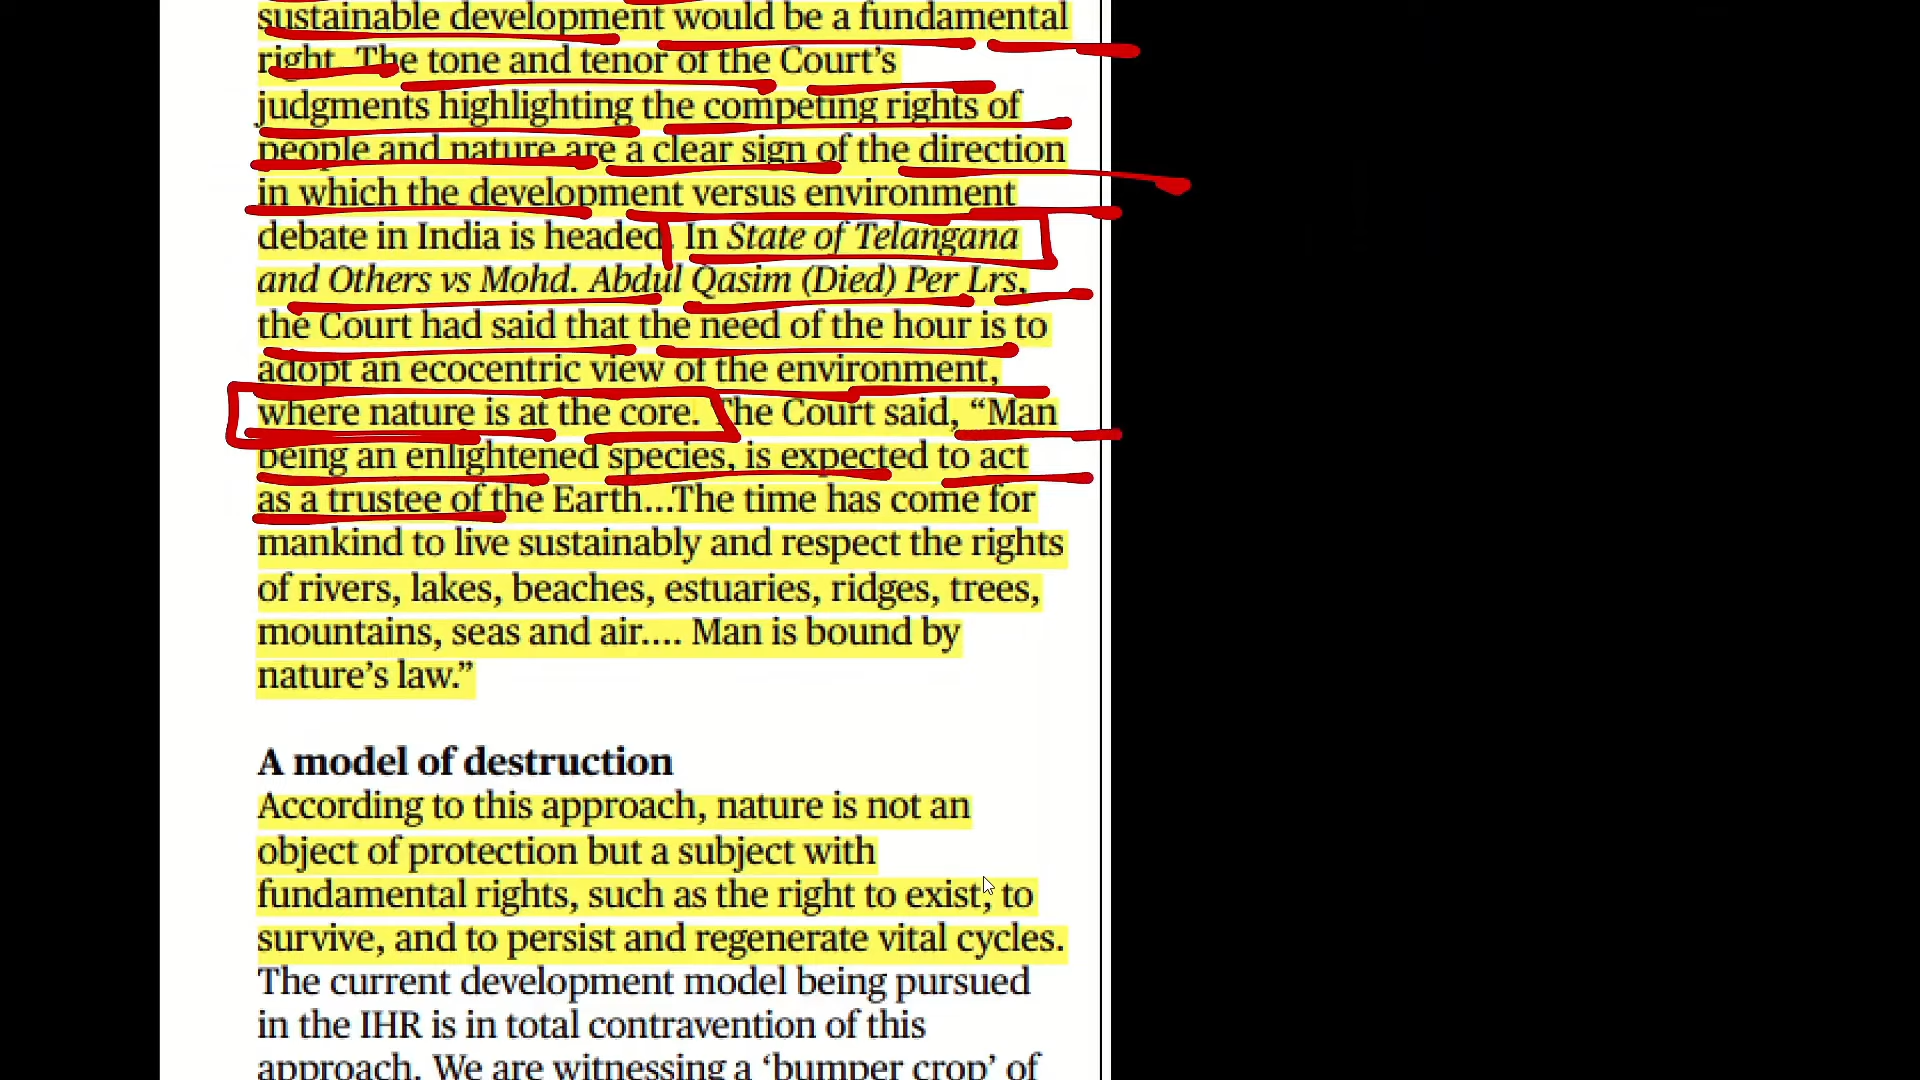 sustainable development would be a fundamental
right. The tone and tenor of the Court’s
judgments highlighting the competing rights of
people and nature are a clear sign of the direction
in which the development versus environment
debate in India is headed. In State of Telangana
and Others vs Mohd. Abdul Qasim (Died) Per Lrs,
the Court had said that the need of the hour is to
adopt an ecocentric view of the environment,
where nature is at the core. The Court said, “Man
being an enlightened species, is expected to act
as a trustee of the Earth...The time has come for
mankind to live sustainably and respect the rights
of rivers, lakes, beaches, estuaries, ridges, trees,
mountains, seas and air.... Man is bound by
nature’s law.”
A model of destruction
According to this approach, nature is not an
object of protection but a subject with
fundamental rights, such as the right to exist, to
survive, and to persist and regenerate vital cycles.
The current development model being pursued
in the IHR is in total contravention of this
approach. We are witnessing a ‘bumper crop’ of